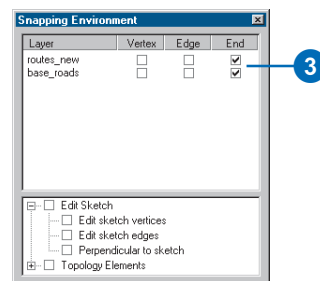 Snapping Environment
Layer Vertex Edge End
routes_new
base_roads
3
Edit Sketch
Edit sketch vertices
Edit sketch edges
Perpendicular to sketch
Topology Elements